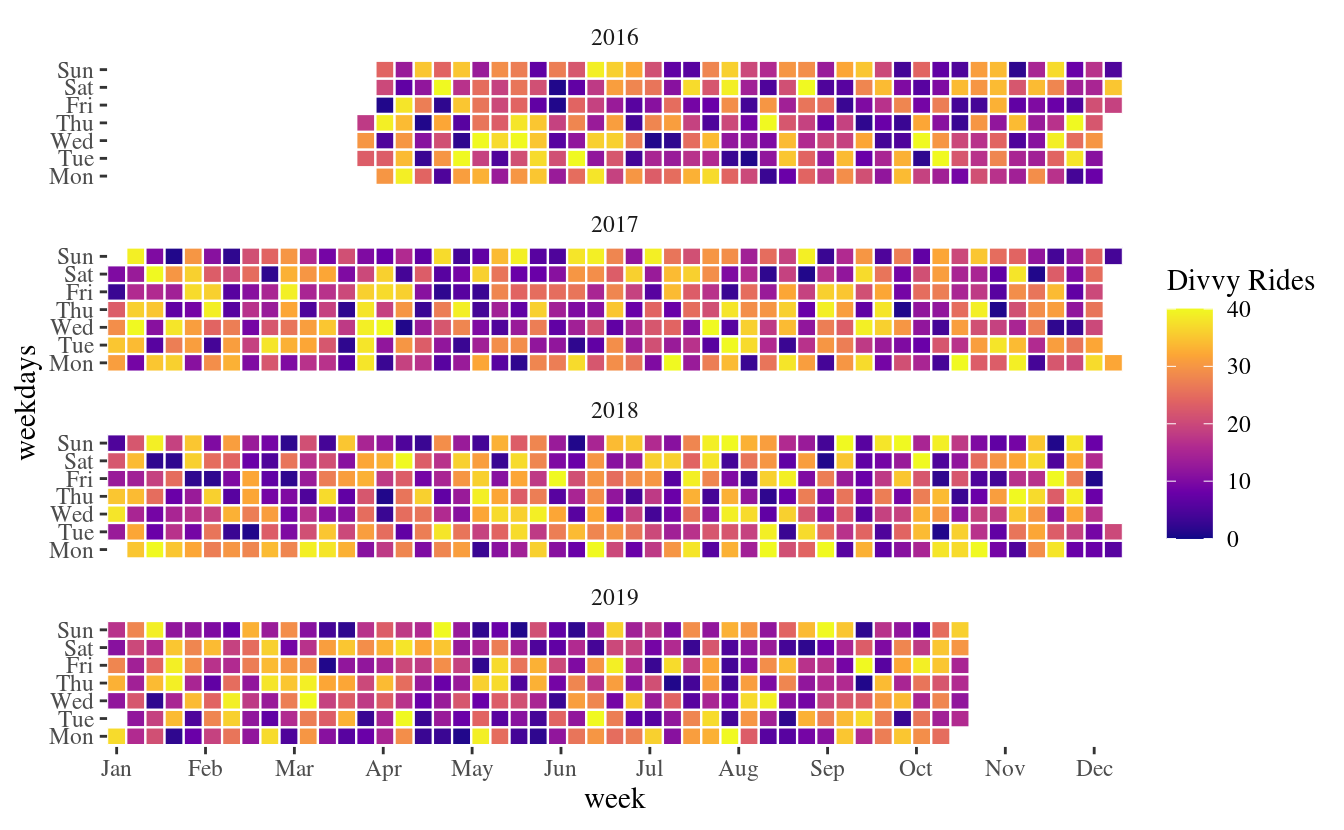 2016
Sun
Sat
Fri
Thu
Wed
Tue
Mon
2017
Sun
Sat
Fri
Thu
Wed
Tue
Mon
2018
Sun
Sat
Fri
Thu
Wed
Tue
Mon
2019
Sun
Sat
Fri
Thu
Wed
Tue
Mon
Jan Feb Mar Apr May Jun Jul Aug Sep Oct Nov Dec
week
weekdays
Divvy Rides
40
30
20
10
0